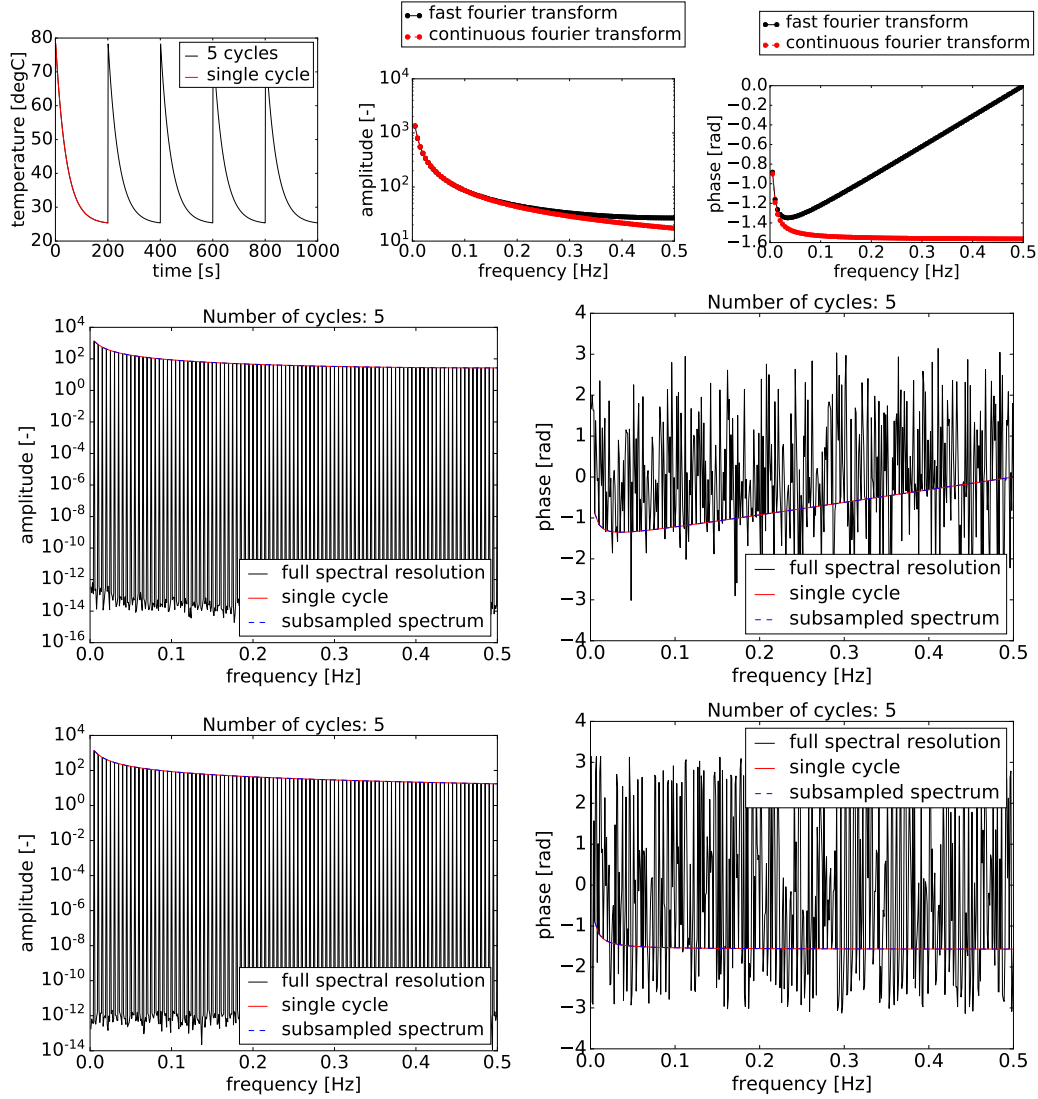 5 cycles
single cycle
temperature [degC]
80
70
60
50
40
30
20
0 200 400 600 800 1000
time [s]
fast fourier transform
continuous fourier transform
amplitude [-]
10^4
10^3
10^2
10^1
0.0 0.1 0.2 0.3 0.4 0.5
frequency [Hz]
fast fourier transform
continuous fourier transform
phase [rad]
0.0
−0.2
−0.4
−0.6
−0.8
−1.0
−1.2
−1.4
−1.6
0.0 0.1 0.2 0.3 0.4 0.5
frequency [Hz]
Number of cycles: 5
amplitude [-]
10^4
10^2
10^0
10^-2
10^-4
10^-6
10^-8
10^-10
10^-12
10^-14
10^-16
full spectral resolution
single cycle
subsampled spectrum
0.0 0.1 0.2 0.3 0.4 0.5
frequency [Hz]
Number of cycles: 5
phase [rad]
4
3
2
1
0
−1
−2
−3
−4
full spectral resolution
single cycle
subsampled spectrum
0.0 0.1 0.2 0.3 0.4 0.5
frequency [Hz]
Number of cycles: 5
amplitude [-]
10^4
10^2
10^0
10^-2
10^-4
10^-6
10^-8
10^-10
10^-12
10^-14
full spectral resolution
single cycle
subsampled spectrum
0.0 0.1 0.2 0.3 0.4 0.5
frequency [Hz]
Number of cycles: 5
full spectral resolution
single cycle
subsampled spectrum
phase [rad]
4
3
2
1
0
−1
−2
−3
−4
0.0 0.1 0.2 0.3 0.4 0.5
frequency [Hz]